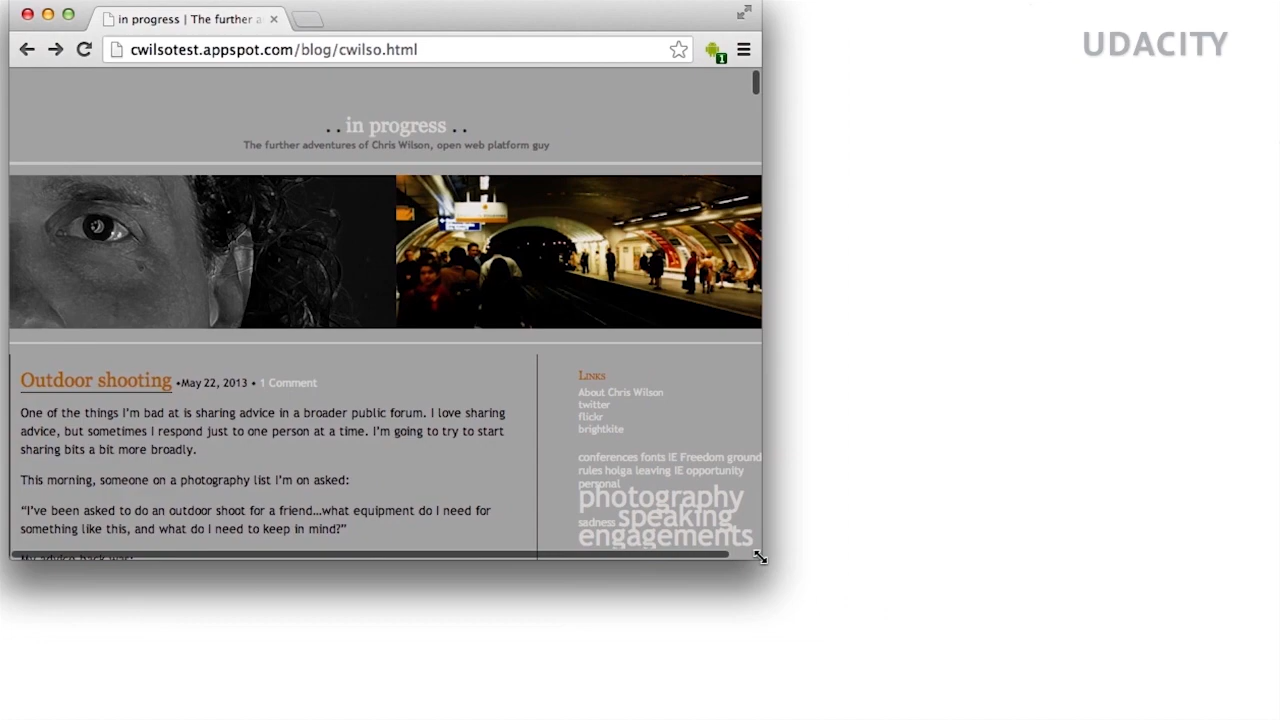 in progress | The further a
UDACITY
cwilsotest.appspot.com/blog/cwilso.html
1
. . in progress . .
The further adventures of Chris Wilson, open web platform guy
Outdoor shooting •May 22, 2013 • 1 Comment
One of the things I'm bad at is sharing advice in a broader public forum. I love sharing
advice, but sometimes I respond just to one person at a time. I'm going to try to start
sharing bits a bit more broadly.
This morning, someone on a photography list I'm on asked:
“I've been asked to do an outdoor shoot for a friend…what equipment do I need for
something like this, and what do I need to keep in mind?”
My advice back was:
Links
About Chris Wilson
twitter
flickr
brightkite
conferences fonts IE Freedom ground
rules holga leaving IE opportunity
personal
photography
sadness speaking
engagements